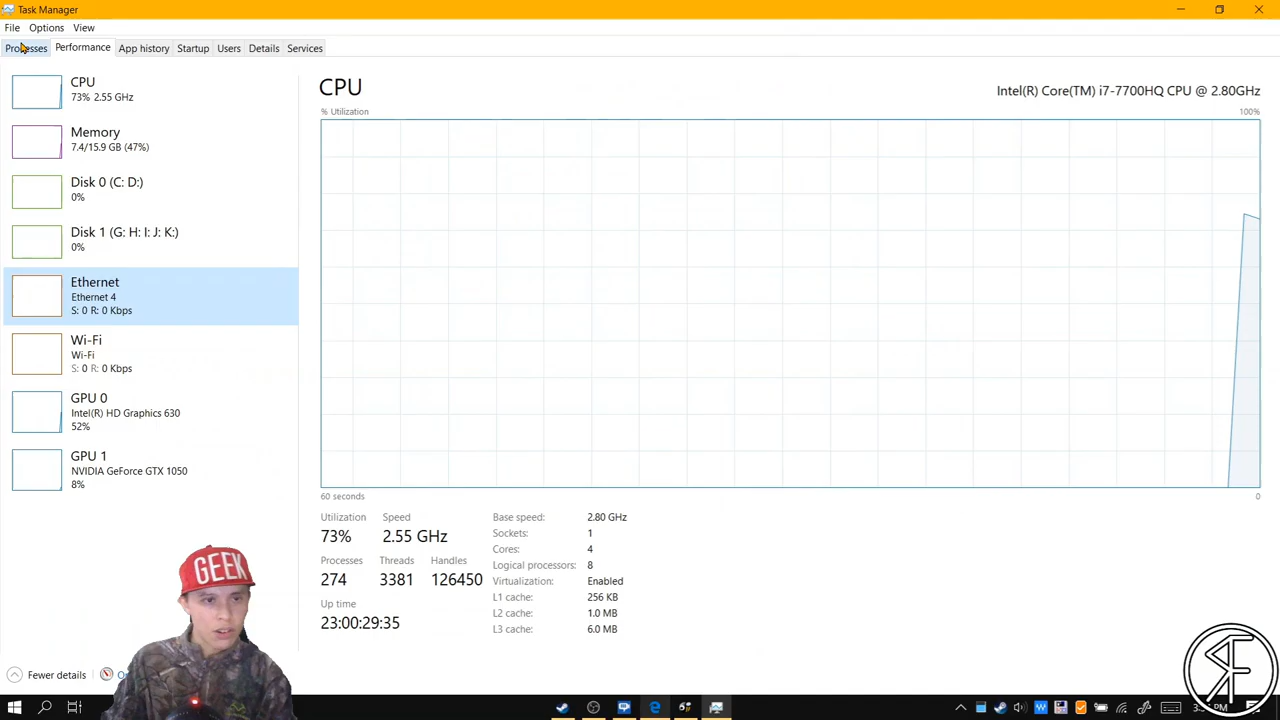 Task Manager
File Options View
Processes Performance App history Startup Users Details Services
CPU
73% 2.55 GHz
Memory
7.4/15.9 GB (47%)
Disk 0 (C: D:)
0%
Disk 1 (G: H: I: J: K:)
0%
Ethernet
Ethernet 4
S: 0 R: 0 Kbps
Wi-Fi
Wi-Fi
S: 0 R: 0 Kbps
GPU 0
Intel(R) HD Graphics 630
52%
GPU 1
NVIDIA GeForce GTX 1050
8%
CPU
Intel(R) Core(TM) i7-7700HQ CPU @ 2.80GHz
% Utilization 100%
60 seconds 0
Utilization Speed
73% 2.55 GHz
Processes Threads Handles
274 3381 126450
Up time
23:00:29:35
Base speed: 2.80 GHz
Sockets: 1
Cores: 4
Logical processors: 8
Virtualization: Enabled
L1 cache: 256 KB
L2 cache: 1.0 MB
L3 cache: 6.0 MB
GEEK
Fewer details
PM